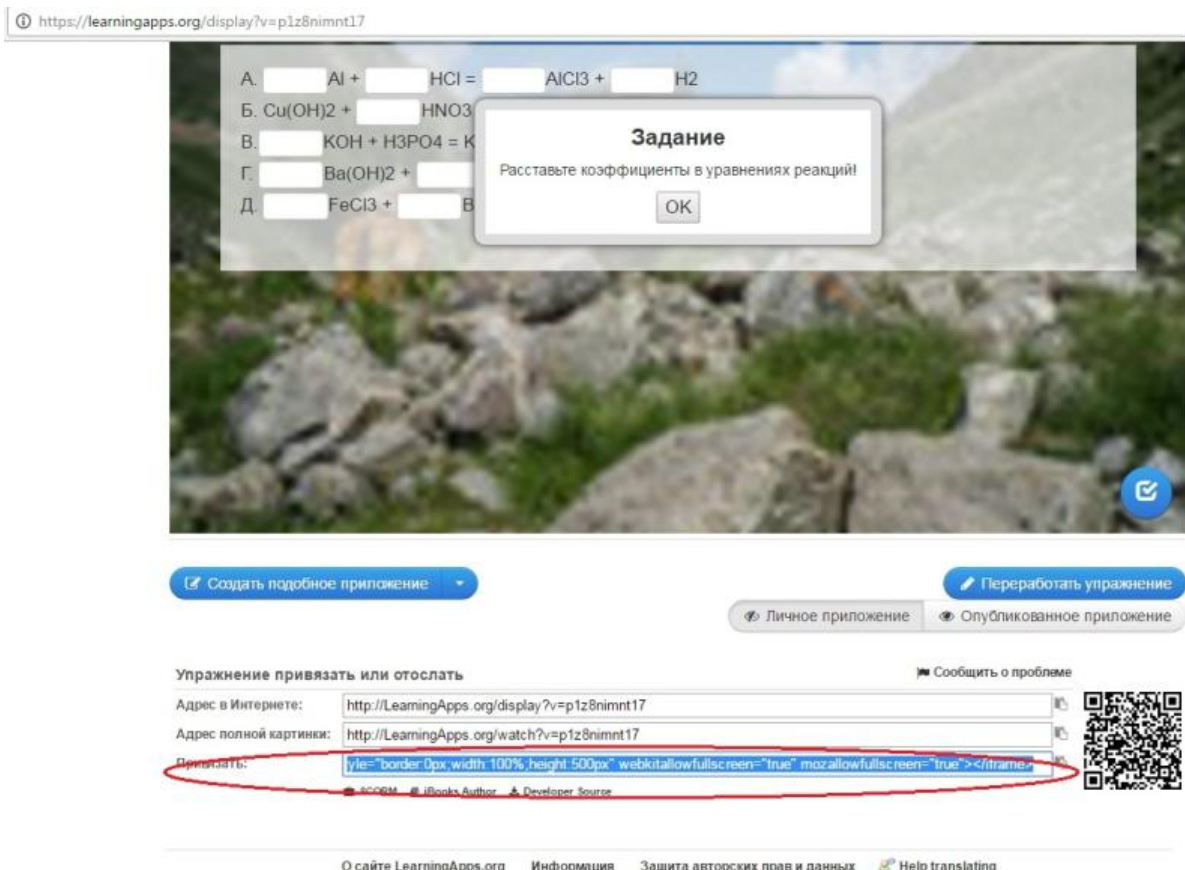 https://learningapps.org/display?v=p1z8nimnt17
А. Al + HCl = AlCl3 + H2
Б. Cu(OH)2 + HNO3
В. KOH + H3PO4 = K
Г. Ba(OH)2 +
Д. FeCl3 + B
Задание
Расставьте коэффициенты в уравнениях реакций!
OK
Создать подобное приложение
Переработать упражнение
Личное приложение Опубликованное приложение
Упражнение привязать или отослать Сообщить о проблеме
Адрес в Интернете: http://LearningApps.org/display?v=p1z8nimnt17
Адрес полной картинки: http://LearningApps.org/watch?v=p1z8nimnt17
Привязать: yle="border:0px;width:100%;height:500px" webkitallowfullscreen="true" mozallowfullscreen="true"></iframe>
SCORM iBooks Author Developer Source
О сайте LearningApps.org Информация Защита авторских прав и данных Help translating